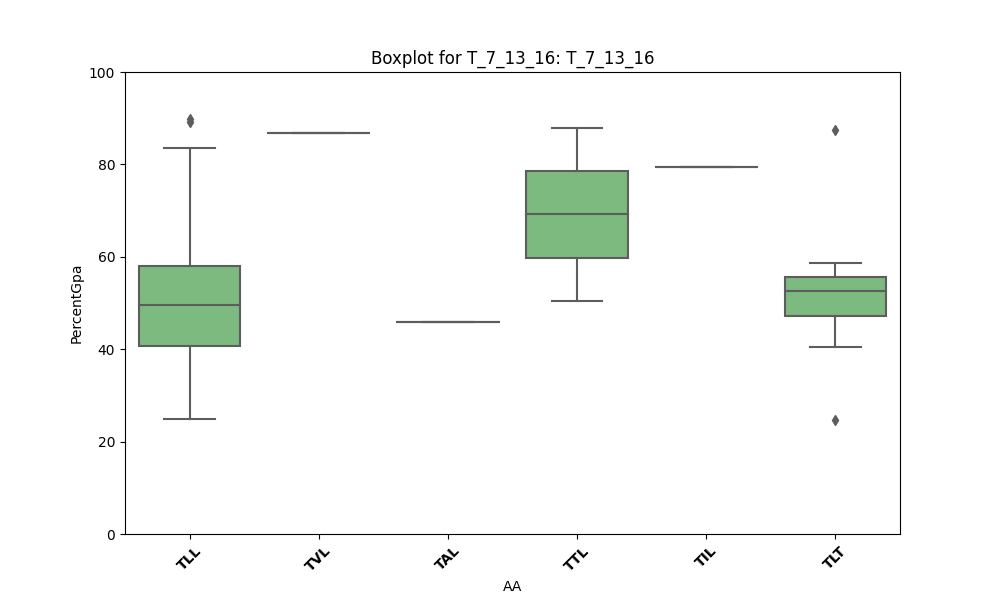 Boxplot for T_7_13_16: T_7_13_16
100
80
60
40
20
0
PercentGpa
TLL
TVL
TAL
TTL
TIL
TLT
AA